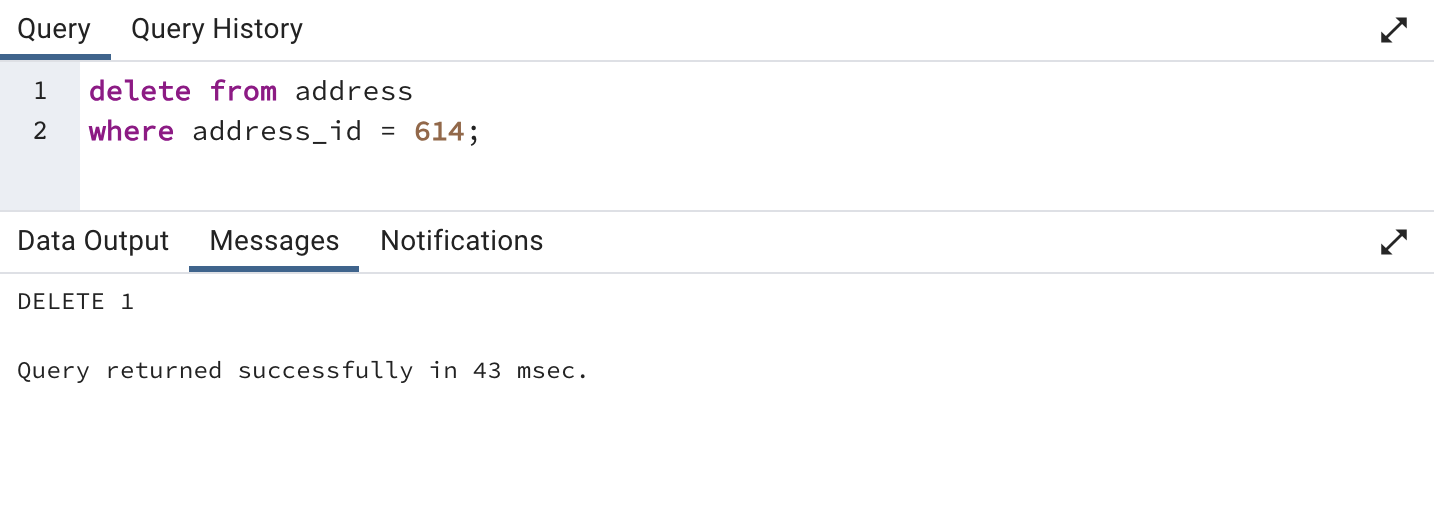 Query Query History
1 delete from address
2 where address_id = 614;
Data Output Messages Notifications
DELETE 1
Query returned successfully in 43 msec.